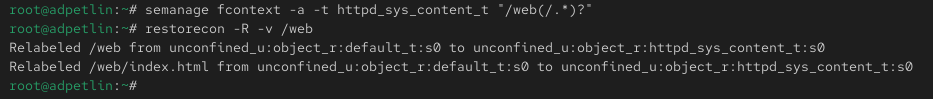 root@adpetlin:~# semanage fcontext -a -t httpd_sys_content_t "/web(/.*)?"
root@adpetlin:~# restorecon -R -v /web
Relabeled /web from unconfined_u:object_r:default_t:s0 to unconfined_u:object_r:httpd_sys_content_t:s0
Relabeled /web/index.html from unconfined_u:object_r:default_t:s0 to unconfined_u:object_r:httpd_sys_content_t:s0
root@adpetlin:~#